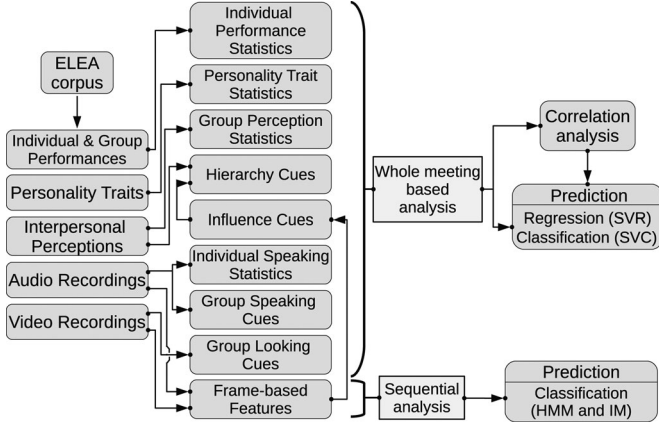 ELEA
corpus
Individual & Group
Performances
Personality Traits
Interpersonal
Perceptions
Audio Recordings
Video Recordings
Individual
Performance
Statistics
Personality Trait
Statistics
Group Perception
Statistics
Hierarchy Cues
Influence Cues
Individual Speaking
Statistics
Group Speaking
Cues
Group Looking
Cues
Frame-based
Features
Whole meeting
based
analysis
Sequential
analysis
Correlation
analysis
Prediction
Regression (SVR)
Classification (SVC)
Prediction
Classification
(HMM and IM)